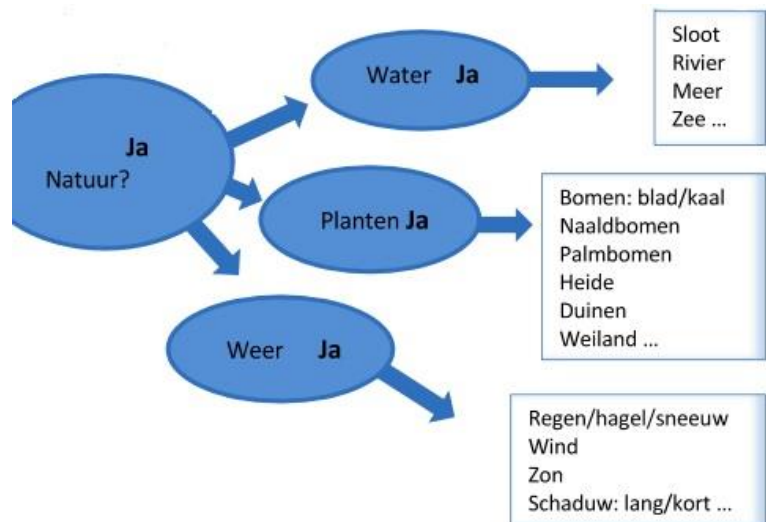 Ja
Natuur?
Water Ja
Sloot
Rivier
Meer
Zee ...
Planten Ja
Bomen: blad/kaal
Naaldbomen
Palmbomen
Heide
Duinen
Weiland ...
Weer Ja
Regen/hagel/sneeuw
Wind
Zon
Schaduw: lang/kort ...